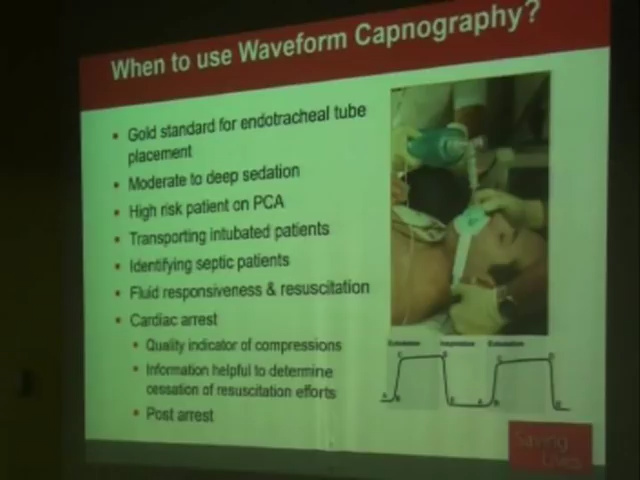 When to use Waveform Capnography?
Gold standard for endotracheal tube
placement
Moderate to deep sedation
High risk patient on PCA
Transporting intubated patients
Identifying septic patients
Fluid responsiveness & resuscitation
Cardiac arrest
Quality indicator of compressions
Information helpful to determine
cessation of resuscitation efforts
Post arrest
Saving
Lives